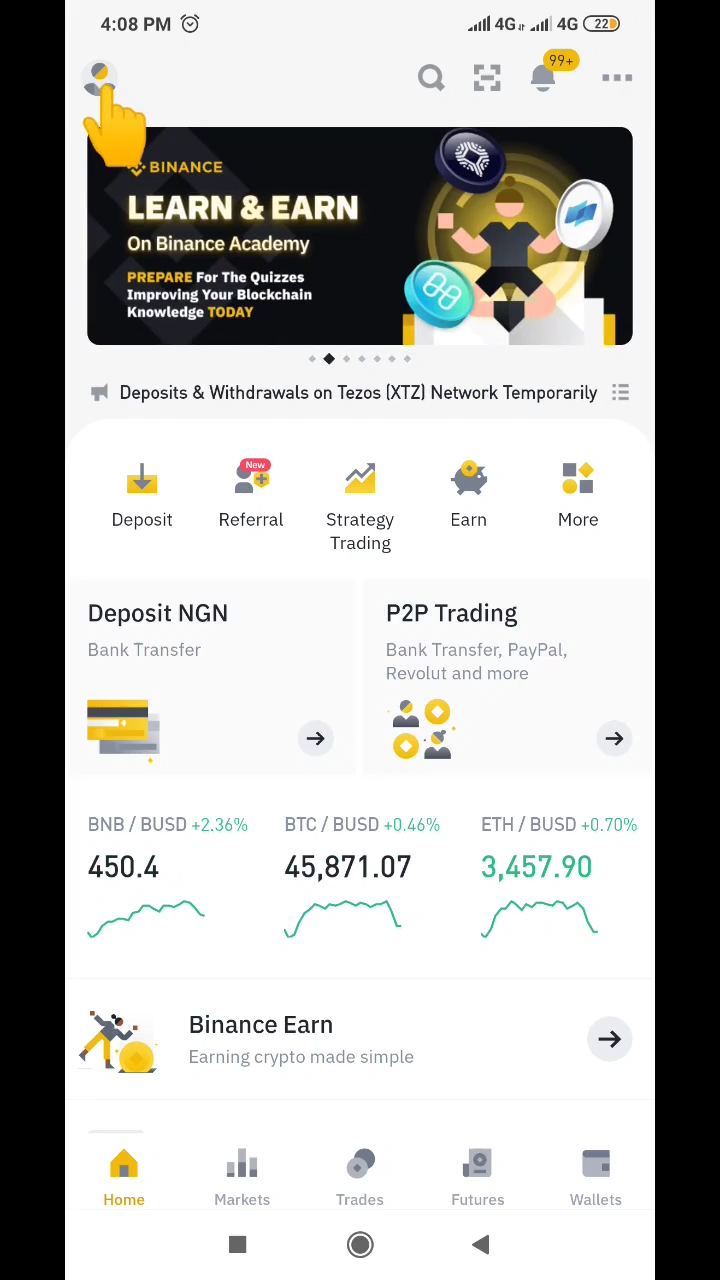 4:08 PM
4G 4G 22
99+
BINANCE
LEARN & EARN
On Binance Academy
PREPARE For The Quizzes
Improving Your Blockchain
Knowledge TODAY
Deposits & Withdrawals on Tezos (XTZ) Network Temporarily
New
Deposit Referral Strategy Trading Earn More
Deposit NGN
Bank Transfer
P2P Trading
Bank Transfer, PayPal,
Revolut and more
BNB / BUSD +2.36% BTC / BUSD +0.46% ETH / BUSD +0.70%
450.4 45,871.07 3,457.90
Binance Earn
Earning crypto made simple
Home Markets Trades Futures Wallets